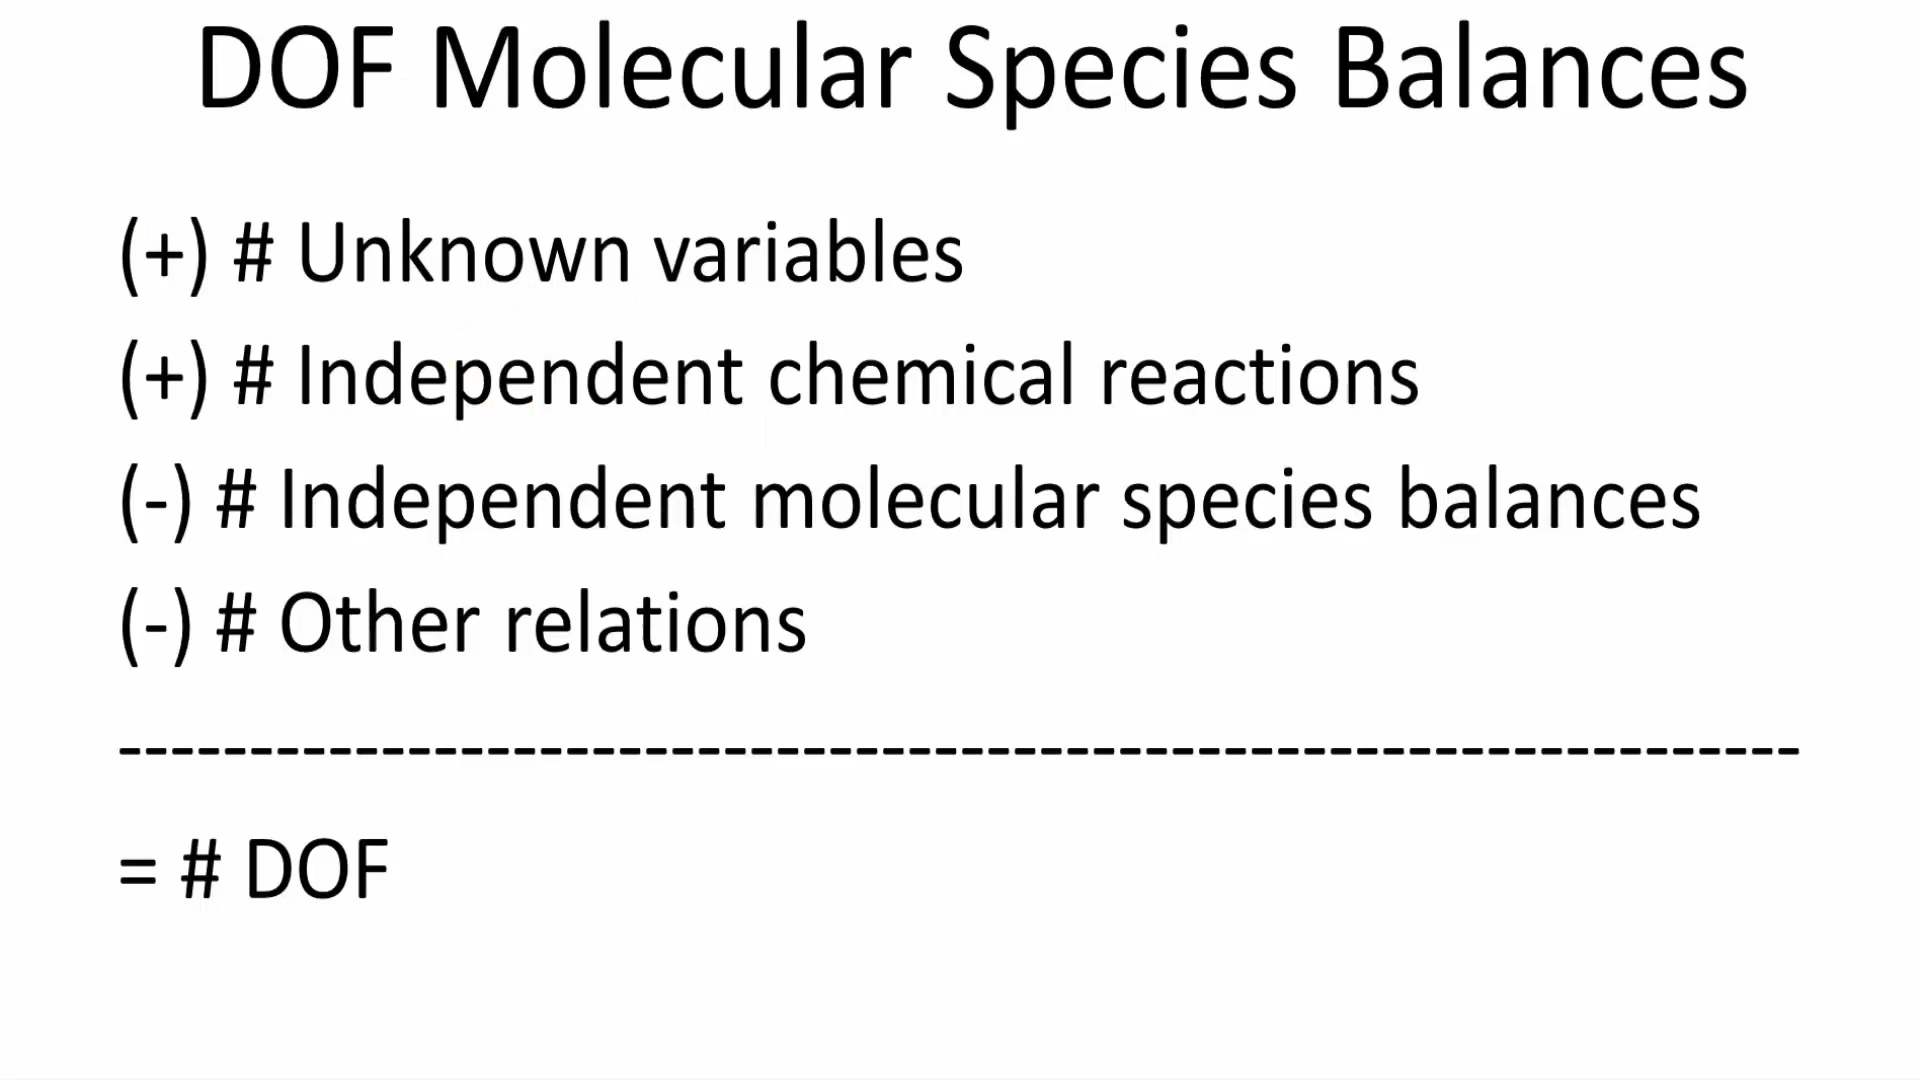 DOF Molecular Species Balances
(+) # Unknown variables
(+) # Independent chemical reactions
(-) # Independent molecular species balances
(-) # Other relations
----------------------------------------------------------------
= # DOF